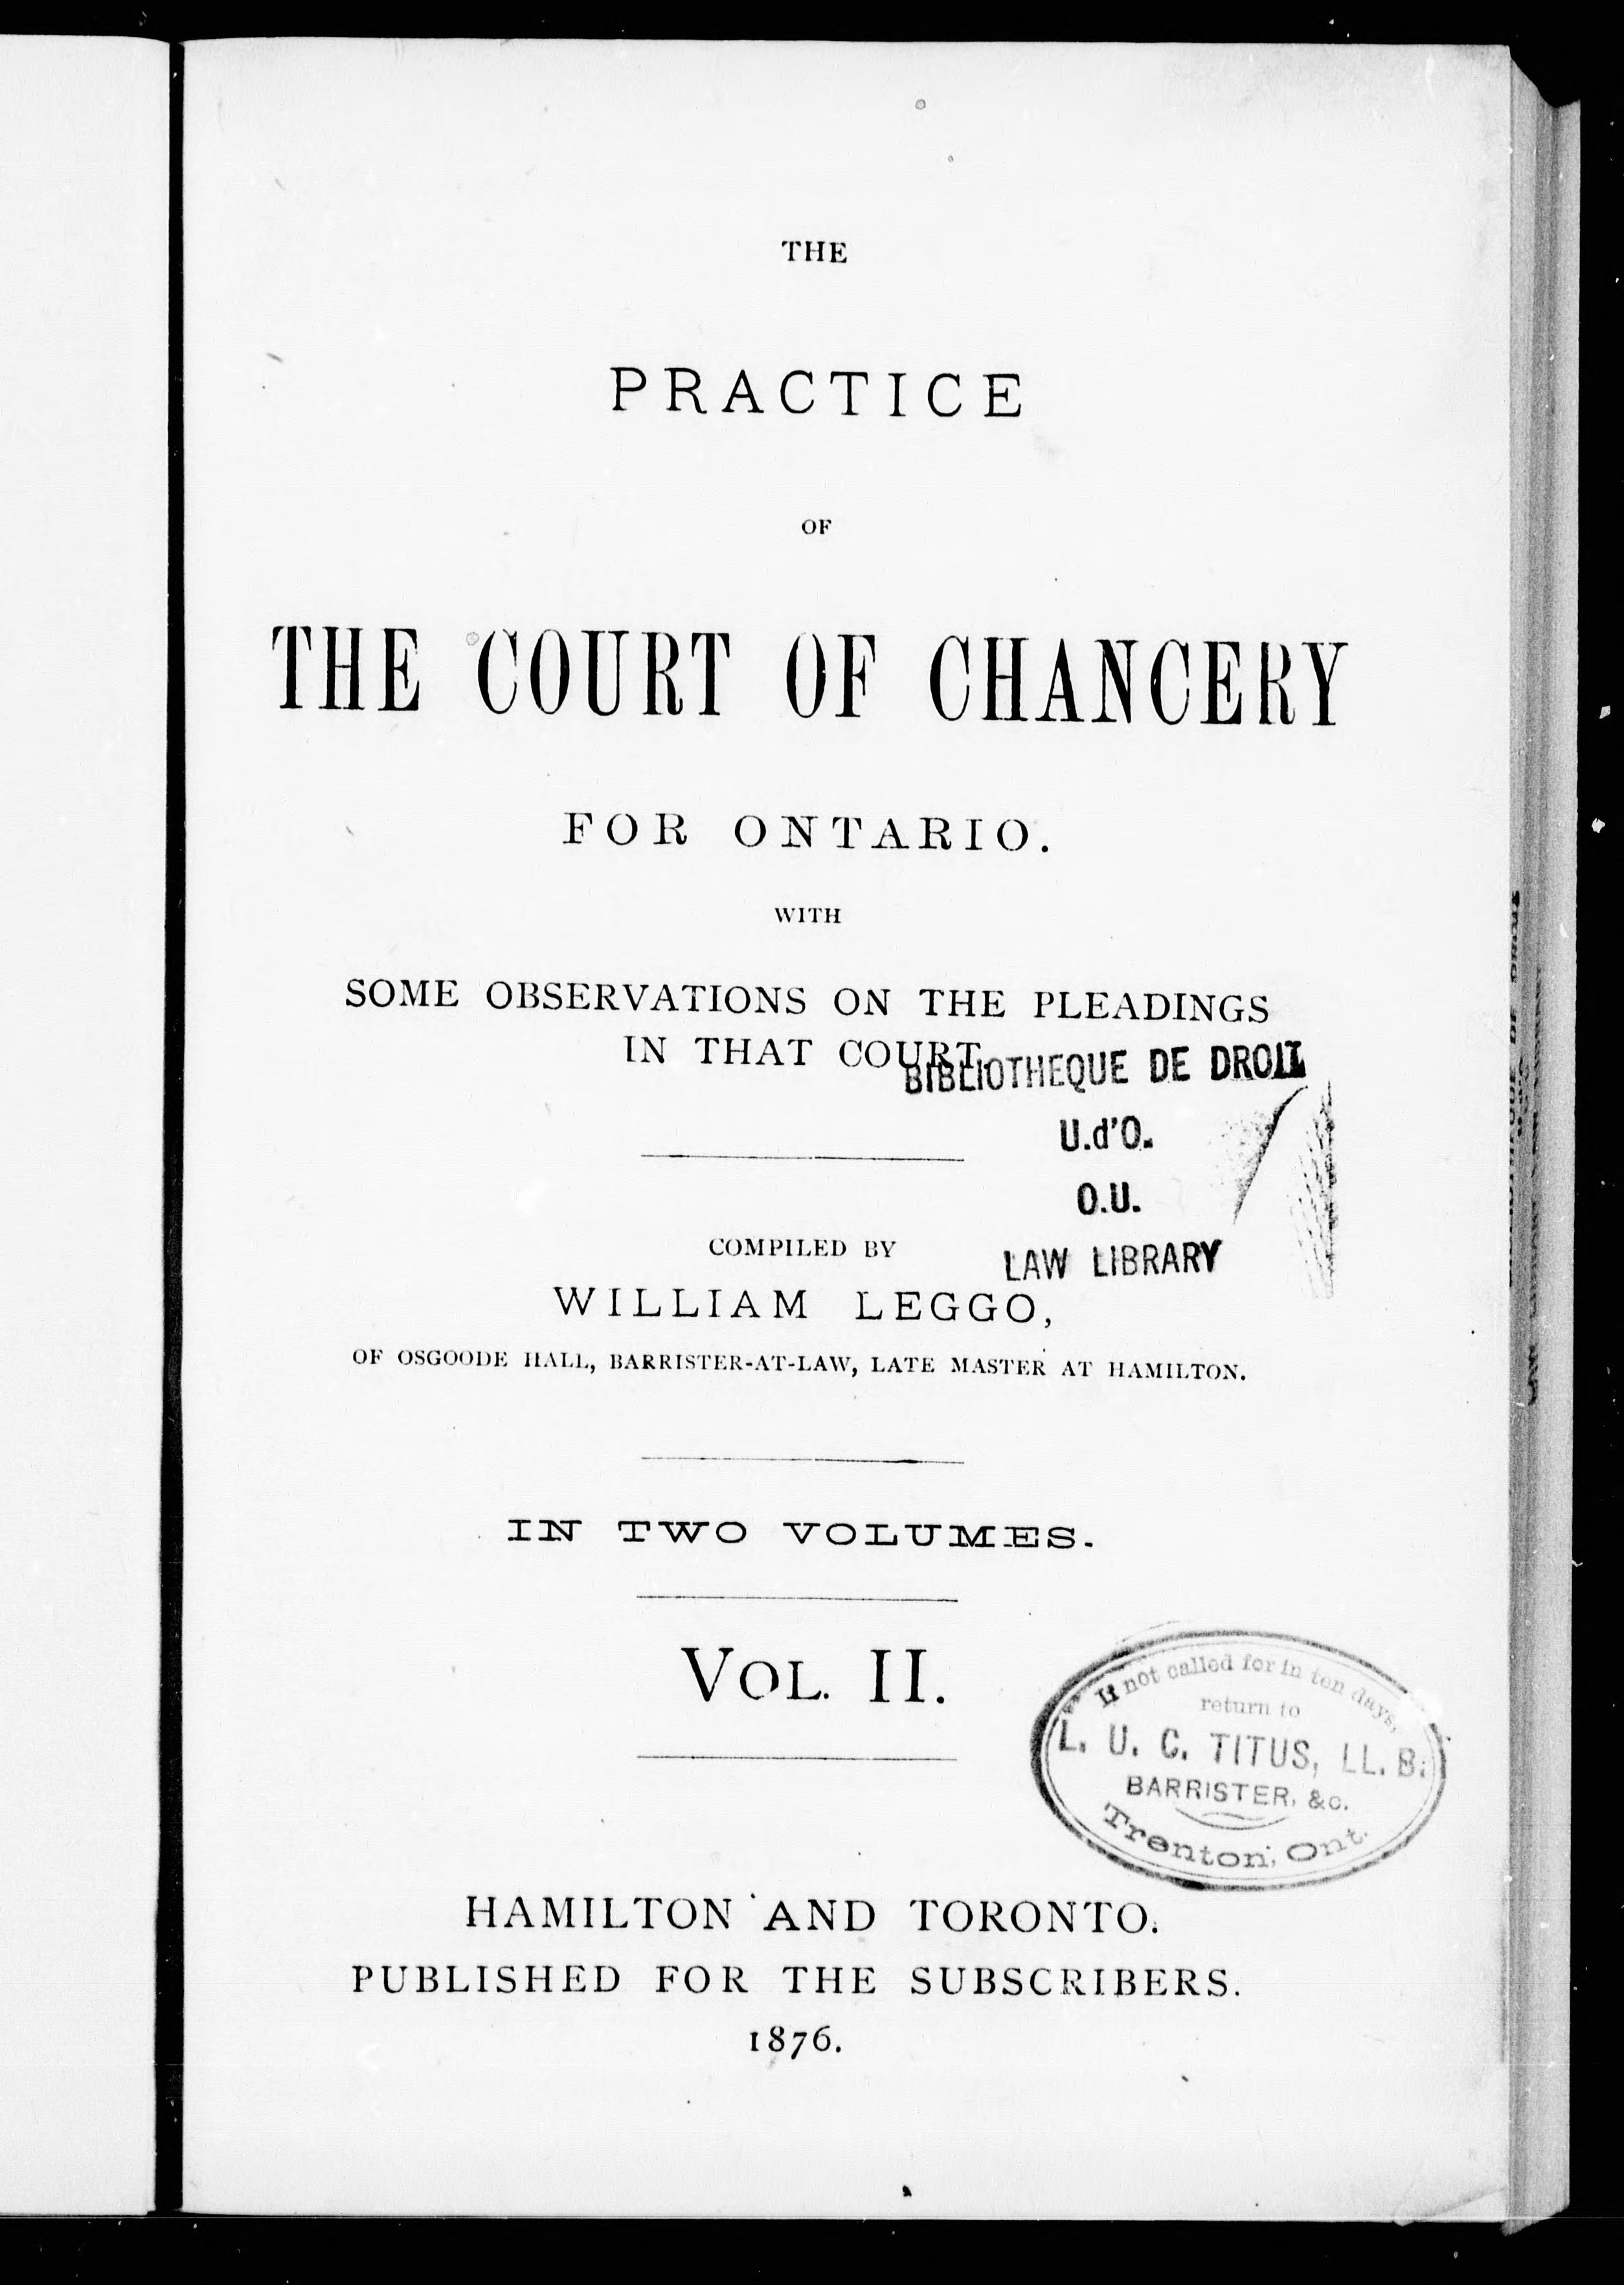 THE
PRACTICE
OF
THE COURT OF CHANCERY
FOR ONTARIO.
WITH
SOME OBSERVATIONS ON THE PLEADINGS
IN THAT COURT.
BIBLIOTHEQUE DE DROIT
U.d'O.
O.U.
LAW LIBRARY
COMPILED BY
WILLIAM LEGGO,
OF OSGOODE HALL, BARRISTER-AT-LAW, LATE MASTER AT HAMILTON.
IN TWO VOLUMES.
VOL. II.
If not called for in ten days,
return to
L. U. C. TITUS, LL. B.
BARRISTER, &c.
Trenton, Ont.
HAMILTON AND TORONTO.
PUBLISHED FOR THE SUBSCRIBERS.
1876.